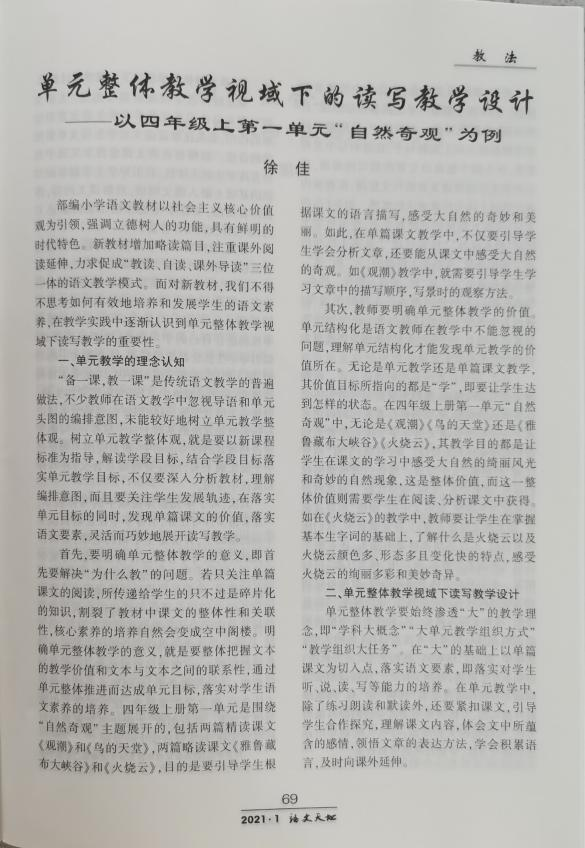 教法
单元整体教学视域下的读写教学设计
——以四年级上第一单元“自然奇观”为例
徐 佳
部编小学语文教材以社会主义核心价值
观为引领,强调立德树人的功能,具有鲜明的
时代特色。新教材增加略读篇目,注重课外阅
读延伸,力求促成“教读、自读、课外导读”三位
一体的语文教学模式。面对新教材,我们不得
不思考如何有效地培养和发展学生的语文素
养,在教学实践中逐渐认识到单元整体教学视
域下读写教学的重要性。
一、单元教学的理念认知
“备一课,教一课”是传统语文教学的普遍
做法,不少教师在语文教学中忽视导语和单元
头图的编排意图,未能较好地树立单元教学整
体观。树立单元教学整体观,就是要以新课程
标准为指导,解读学段目标,结合学段目标落
实单元教学目标,不仅要深入分析教材,理解
编排意图,而且要关注学生发展轨迹,在落实
单元目标的同时,发现单篇课文的价值,落实
语文要素,灵活而巧妙地展开读写教学。
首先,要明确单元整体教学的意义,即首
先要解决“为什么教”的问题。若只关注单篇
课文的阅读,所传递给学生的只不过是碎片化
的知识,割裂了教材中课文的整体性和关联
性,核心素养的培养自然会变成空中阁楼。明
确单元整体教学的意义,就是要整体把握文本
的教学价值和文本与文本之间的联系性,通过
单元整体推进而达成单元目标,落实对学生语
文素养的培养。四年级上册第一单元是围绕
“自然奇观”主题展开的,包括两篇精读课文
《观潮》和《鸟的天堂》,两篇略读课文《雅鲁藏
布大峡谷》和《火烧云》,目的是要引导学生根
据课文的语言描写,感受大自然的奇妙和美
丽。如此,在单篇课文教学中,不仅要引导学
生学会分析文章,还要能从课文中感受大自然
的奇观。如《观潮》教学中,就需要引导学生学
习文章中的描写顺序,写景时的观察方法。
其次,教师要明确单元整体教学的价值。
单元结构化是语文教师在教学中不能忽视的
问题,理解单元结构化才能发现单元教学的价
值所在。无论是单元教学还是单篇课文教学,
其价值目标所指向的都是“学”,即要让学生达
到怎样的状态。在四年级上册第一单元“自然
奇观”中,无论是《观潮》《鸟的天堂》还是《雅
鲁藏布大峡谷》《火烧云》,其教学目的都是让
学生在课文的学习中感受大自然的绮丽风光
和奇妙的自然现象,这是整体价值,而这一整
体价值则需要学生在阅读、分析课文中获得。
如在《火烧云》的教学中,教师要让学生在掌握
基本生字词的基础上,了解什么是火烧云以及
火烧云颜色多、形态多且变化快的特点,感受
火烧云的绚丽多彩和美妙奇异。
二、单元整体教学视域下读写教学设计
单元整体教学要始终渗透“大”的教学理
念,即“学科大概念”“大单元教学组织方式”
“教学组织大任务”。在“大”的基础上以单篇
课文为切入点,落实语文要素,即落实对学生
听、说、读、写等能力的培养。在单元教学中,
除了练习朗读和默读外,还要紧扣课文,引导
学生合作探究,理解课文内容,体会文中所蕴
含的感情,领悟文章的表达方法,学会积累语
言,及时向课外延伸。
69
2021·1 语文天地